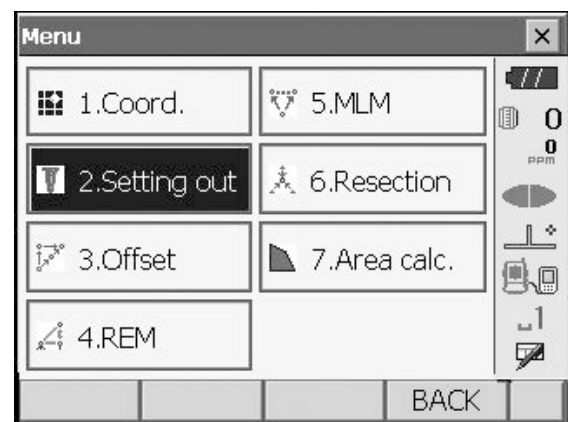 Menu
1.Coord.
2.Setting out
3.Offset
4.REM
5.MLM
6.Resection
7.Area calc.
0
0
PPM
1
BACK